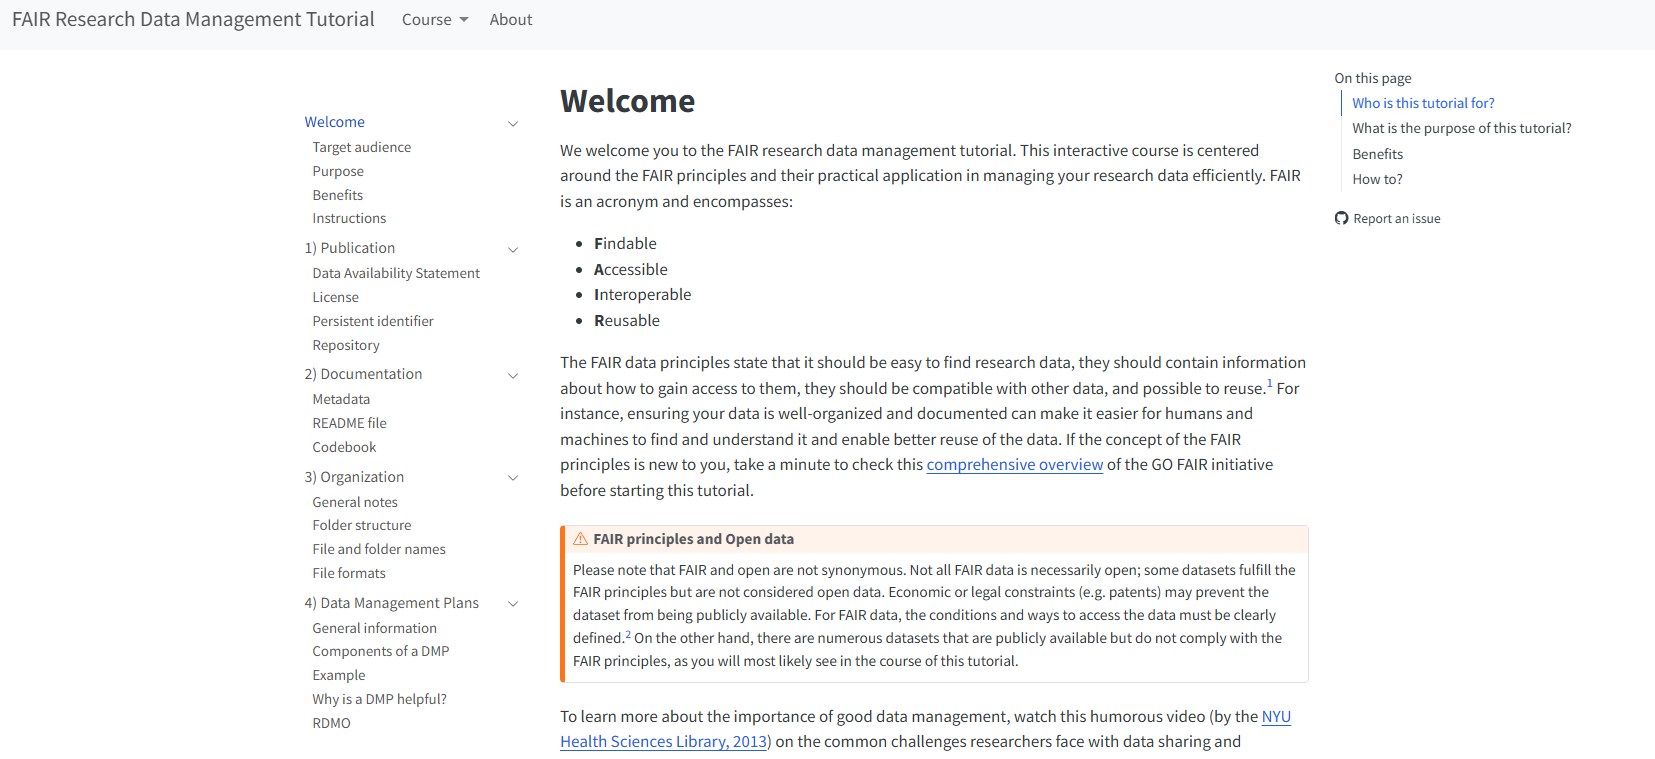 FAIR Research Data Management Tutorial Course About
Welcome
Target audience
Purpose
Benefits
Instructions
1) Publication
Data Availability Statement
License
Persistent identifier
Repository
2) Documentation
Metadata
README file
Codebook
3) Organization
General notes
Folder structure
File and folder names
File formats
4) Data Management Plans
General information
Components of a DMP
Example
Why is a DMP helpful?
RDMO
Welcome
We welcome you to the FAIR research data management tutorial. This interactive course is centered
around the FAIR principles and their practical application in managing your research data efficiently. FAIR
is an acronym and encompasses:
• Findable
• Accessible
• Interoperable
• Reusable
The FAIR data principles state that it should be easy to find research data, they should contain information
about how to gain access to them, they should be compatible with other data, and possible to reuse.1 For
instance, ensuring your data is well-organized and documented can make it easier for humans and
machines to find and understand it and enable better reuse of the data. If the concept of the FAIR
principles is new to you, take a minute to check this comprehensive overview of the GO FAIR initiative
before starting this tutorial.
FAIR principles and Open data
Please note that FAIR and open are not synonymous. Not all FAIR data is necessarily open; some datasets fulfill the
FAIR principles but are not considered open data. Economic or legal constraints (e.g. patents) may prevent the
dataset from being publicly available. For FAIR data, the conditions and ways to access the data must be clearly
defined.2 On the other hand, there are numerous datasets that are publicly available but do not comply with the
FAIR principles, as you will most likely see in the course of this tutorial.
To learn more about the importance of good data management, watch this humorous video (by the NYU
Health Sciences Library, 2013) on the common challenges researchers face with data sharing and
On this page
Who is this tutorial for?
What is the purpose of this tutorial?
Benefits
How to?
Report an issue